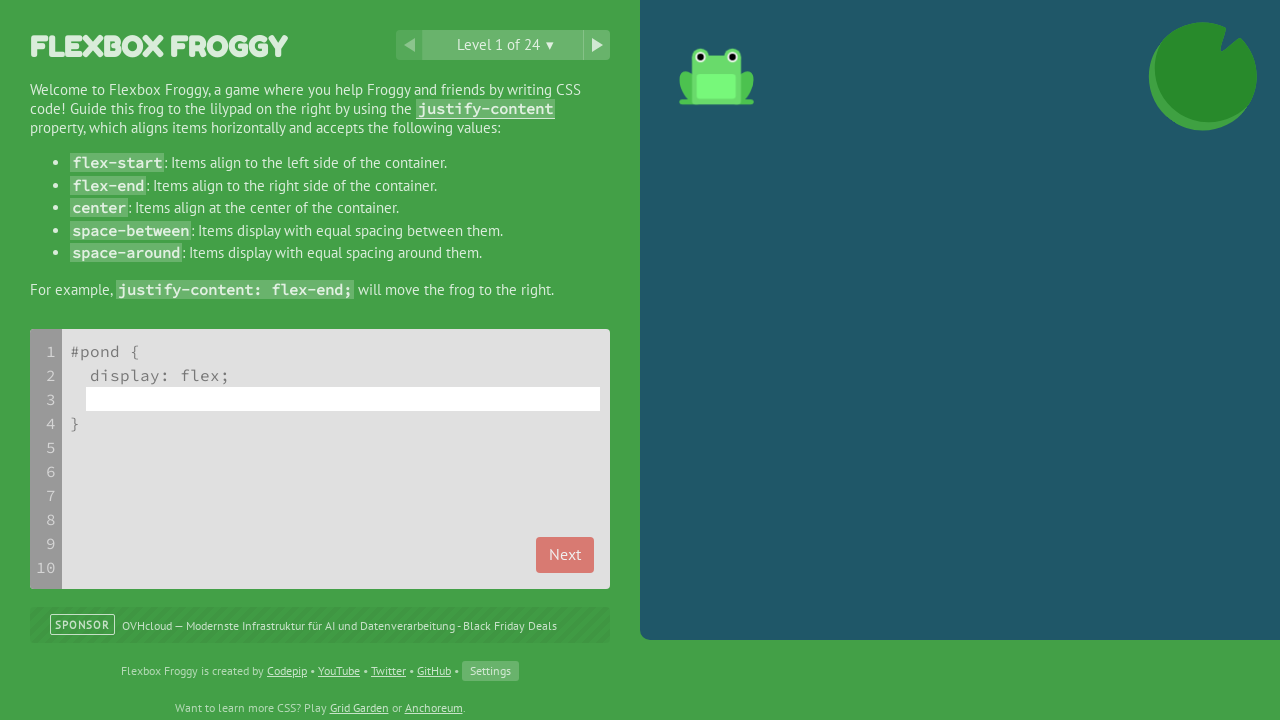 FLEXBOX FROGGY
Level 1 of 24 ▼
Welcome to Flexbox Froggy, a game where you help Froggy and friends by writing CSS
code! Guide this frog to the lilypad on the right by using the justify-content
property, which aligns items horizontally and accepts the following values:
• flex-start: Items align to the left side of the container.
• flex-end: Items align to the right side of the container.
• center: Items align at the center of the container.
• space-between: Items display with equal spacing between them.
• space-around: Items display with equal spacing around them.
For example, justify-content: flex-end; will move the frog to the right.
1 #pond {
2 display: flex;
3
4 }
5
6
7
8
9
10
Next
SPONSOR OVHcloud — Modernste Infrastruktur für AI und Datenverarbeitung - Black Friday Deals
Flexbox Froggy is created by Codepip • YouTube • Twitter • GitHub • Settings
Want to learn more CSS? Play Grid Garden or Anchoreum.